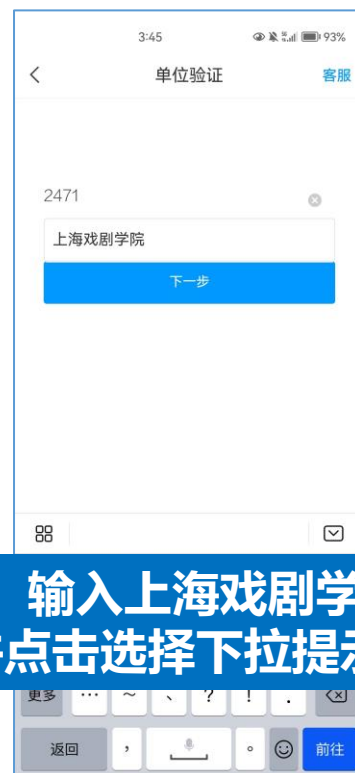 3:45 93%
单位验证 客服
2471
上海戏剧学院
下一步
输入上海戏剧学
点击选择下拉提
更多 … ~ 、 ? ! .
返回 , 。 前往